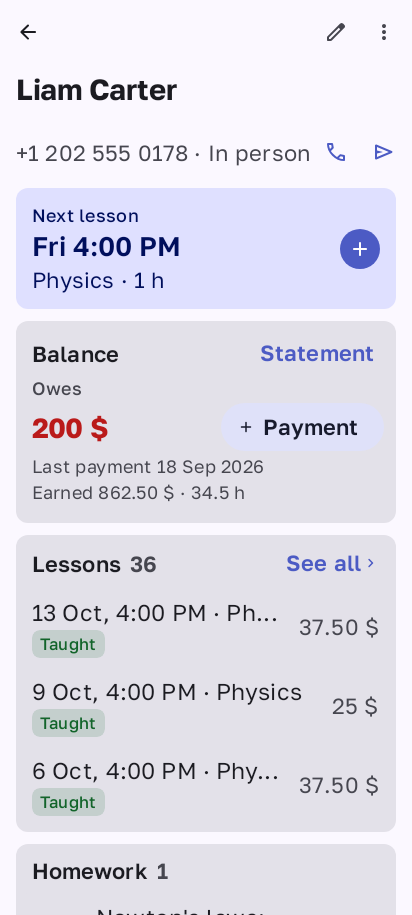 Liam Carter
+1 202 555 0178 · In person
Next lesson
Fri 4:00 PM
Physics · 1 h
Balance
Statement
Owes
200 $
+ Payment
Last payment 18 Sep 2026
Earned 862.50 $ · 34.5 h
Lessons 36
See all ›
13 Oct, 4:00 PM · Ph...
37.50 $
Taught
9 Oct, 4:00 PM · Physics
25 $
Taught
6 Oct, 4:00 PM · Phy...
37.50 $
Taught
Homework 1